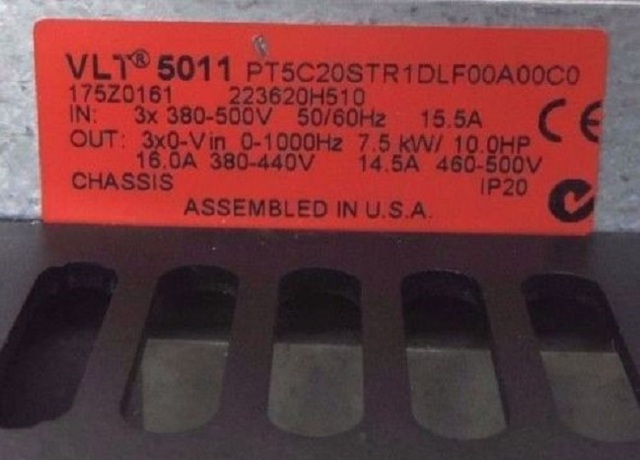 VLT® 5011 PT5C20STR1DLF00A00C0
175Z0161 223620H510
IN: 3x 380-500V 50/60Hz 15.5A
OUT: 3x0-Vin 0-1000Hz 7.5 kW/ 10.0HP
16.0A 380-440V 14.5A 460-500V
CHASSIS IP20
ASSEMBLED IN U.S.A.
CE